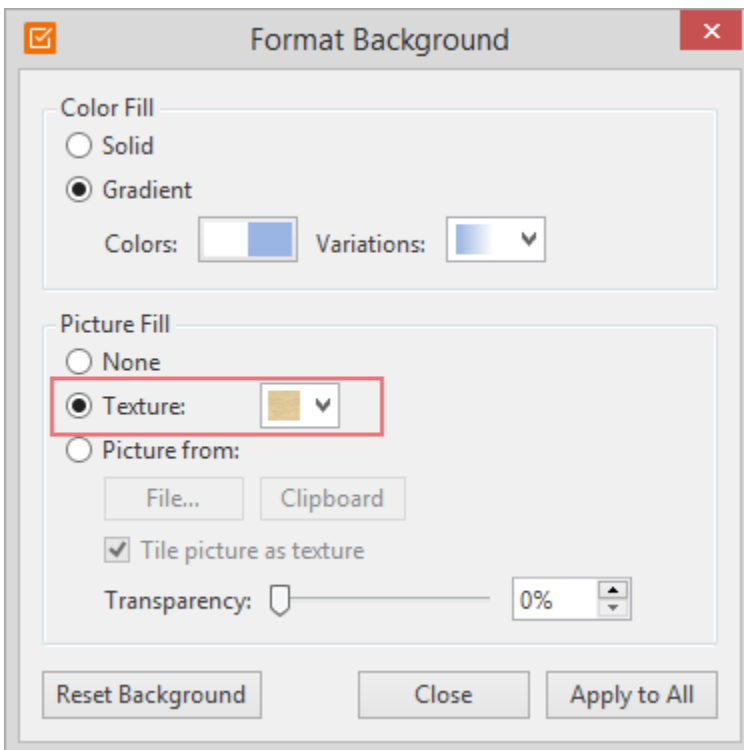 Format Background
Color Fill
Solid
Gradient
Colors: Variations:
Picture Fill
None
Texture:
Picture from:
File... Clipboard
Tile picture as texture
Transparency: 0%
Reset Background Close Apply to All